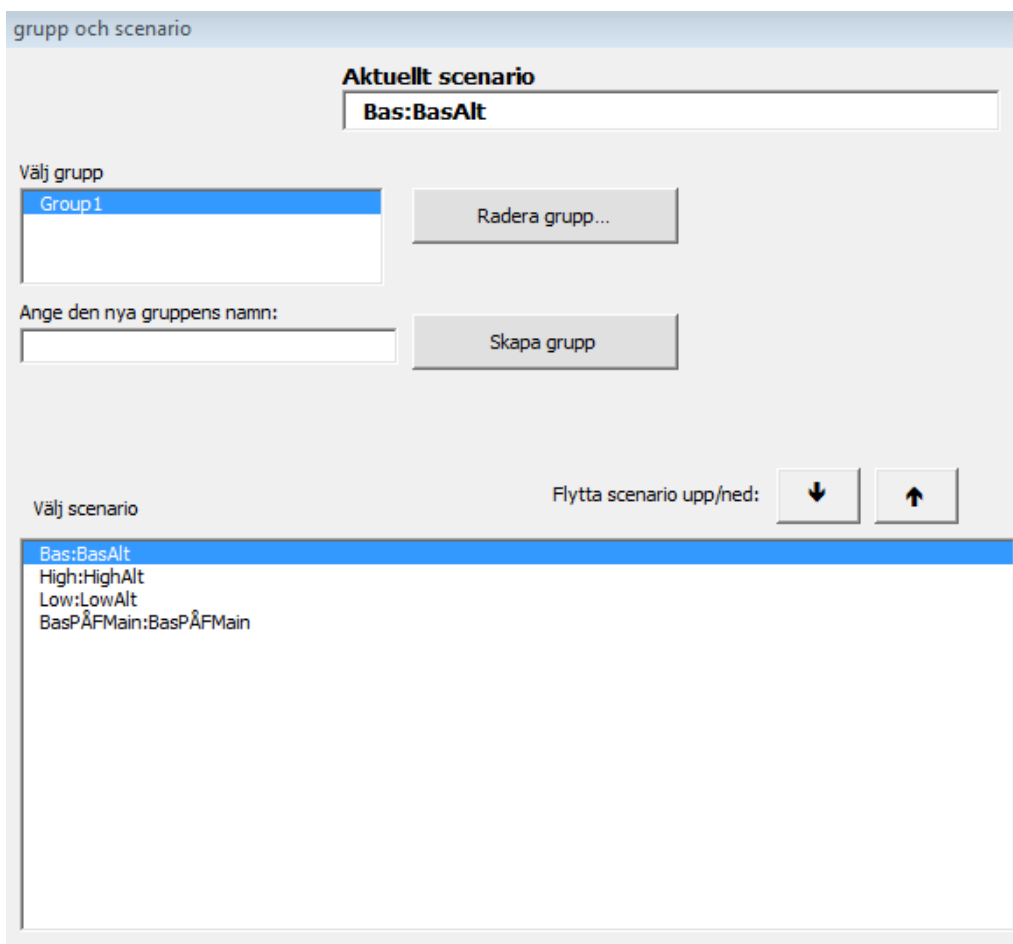 grupp och scenario
Aktuellt scenario
Bas:BasAlt
Välj grupp
Group1
Radera grupp...
Ange den nya gruppens namn:
Skapa grupp
Flytta scenario upp/ned:
Välj scenario
Bas:BasAlt
High:HighAlt
Low:LowAlt
BasPÅFMain:BasPÅFMain